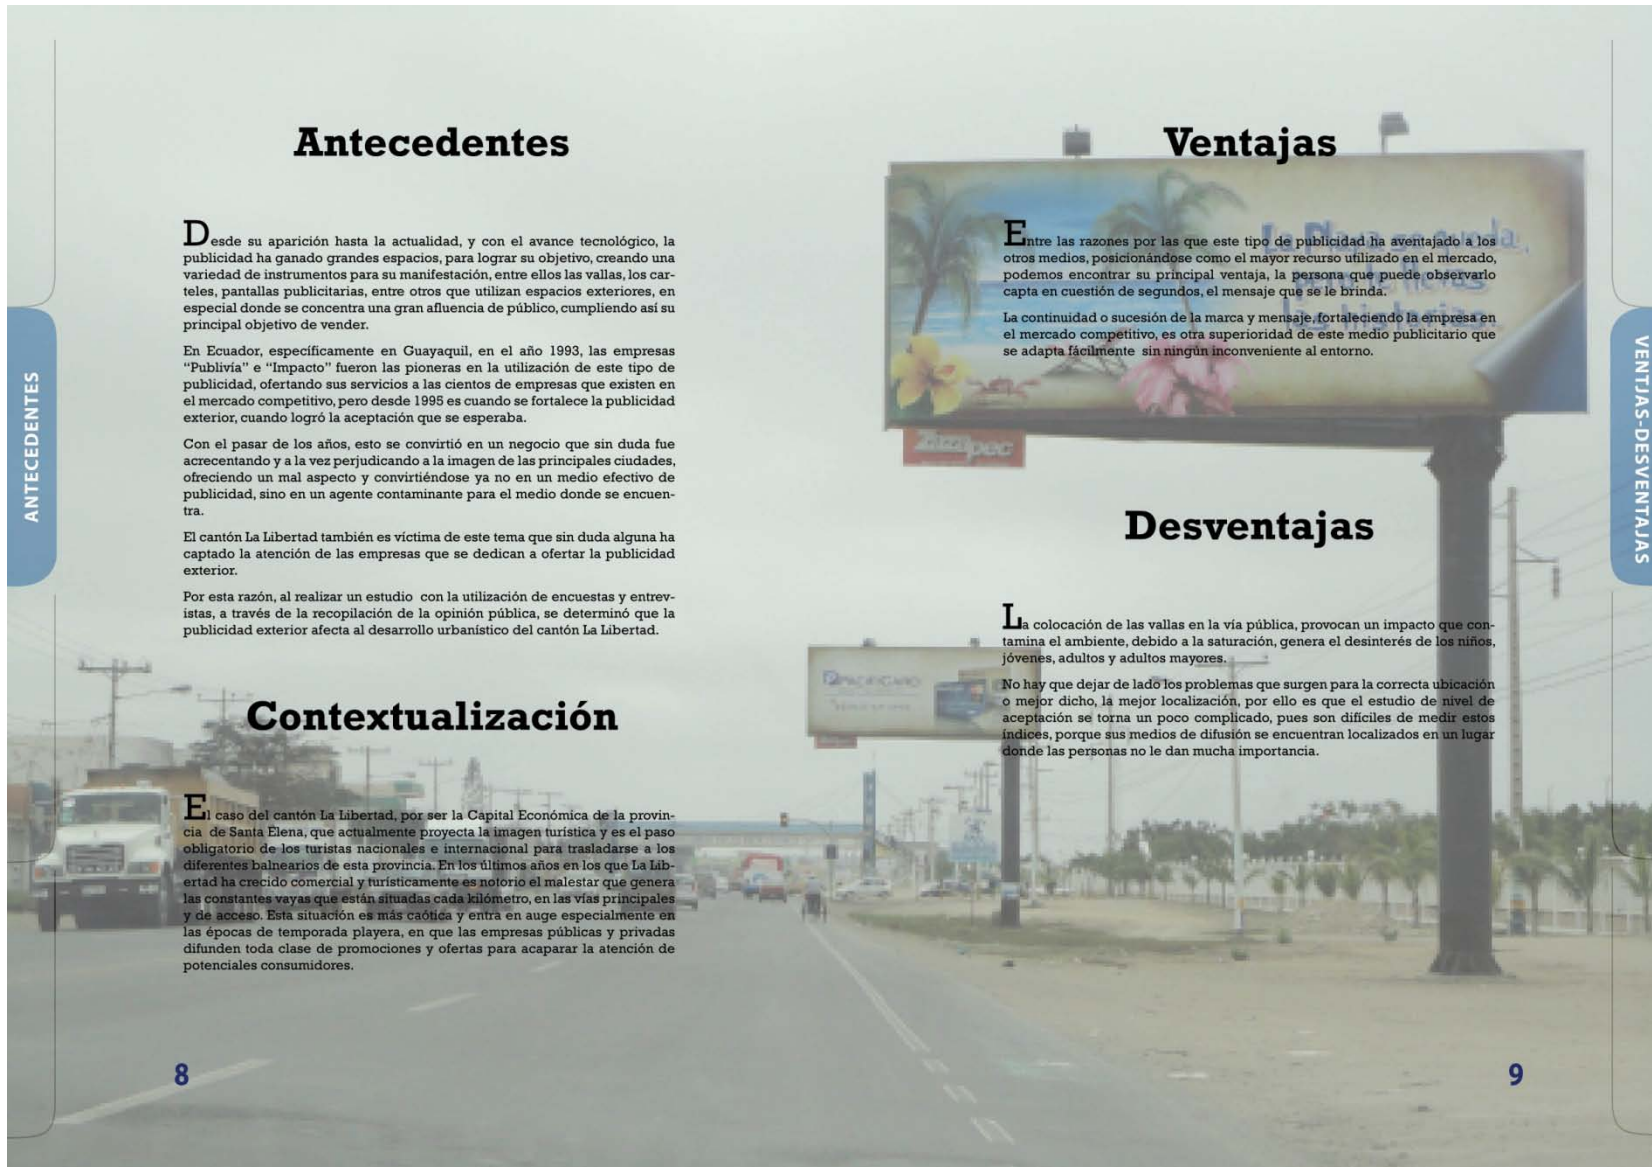 ANTECEDENTES
Antecedentes
Desde su aparición hasta la actualidad, y con el avance tecnológico, la
publicidad ha ganado grandes espacios, para lograr su objetivo, creando una
variedad de instrumentos para su manifestación, entre ellos las vallas, los car-
teles, pantallas publicitarias, entre otros que utilizan espacios exteriores, en
especial donde se concentra una gran afluencia de público, cumpliendo así su
principal objetivo de vender.
En Ecuador, específicamente en Guayaquil, en el año 1993, las empresas
“Publivía” e “Impacto” fueron las pioneras en la utilización de este tipo de
publicidad, ofertando sus servicios a las cientos de empresas que existen en
el mercado competitivo, pero desde 1995 es cuando se fortalece la publicidad
exterior, cuando logró la aceptación que se esperaba.
Con el pasar de los años, esto se convirtió en un negocio que sin duda fue
acrecentando y a la vez perjudicando a la imagen de las principales ciudades,
ofreciendo un mal aspecto y convirtiéndose ya no en un medio efectivo de
publicidad, sino en un agente contaminante para el medio donde se encuen-
tra.
El cantón La Libertad también es víctima de este tema que sin duda alguna ha
captado la atención de las empresas que se dedican a ofertar la publicidad
exterior.
Por esta razón, al realizar un estudio con la utilización de encuestas y entrev-
istas, a través de la recopilación de la opinión pública, se determinó que la
publicidad exterior afecta al desarrollo urbanístico del cantón La Libertad.
Contextualización
El caso del cantón La Libertad, por ser la Capital Económica de la provin-
cia de Santa Elena, que actualmente proyecta la imagen turística y es el paso
obligatorio de los turistas nacionales e internacional para trasladarse a los
diferentes balnearios de esta provincia. En los últimos años en los que La Lib-
ertad ha crecido comercial y turísticamente es notorio el malestar que genera
las constantes vayas que están situadas cada kilómetro, en las vías principales
y de acceso. Esta situación es más caótica y entra en auge especialmente en
las épocas de temporada playera, en que las empresas públicas y privadas
difunden toda clase de promociones y ofertas para acaparar la atención de
potenciales consumidores.
8
Ventajas
Entre las razones por las que este tipo de publicidad ha aventajado a los
otros medios, posicionándose como el mayor recurso utilizado en el mercado,
podemos encontrar su principal ventaja, la persona que puede observarlo
capta en cuestión de segundos, el mensaje que se le brinda.
La continuidad o sucesión de la marca y mensaje, fortaleciendo la empresa en
el mercado competitivo, es otra superioridad de este medio publicitario que
se adapta fácilmente sin ningún inconveniente al entorno.
La Playa se queda,
pero te llevas
las historias.
Desventajas
La colocación de las vallas en la vía pública, provocan un impacto que con-
tamina el ambiente, debido a la saturación, genera el desinterés de los niños,
jóvenes, adultos y adultos mayores.
No hay que dejar de lado los problemas que surgen para la correcta ubicación
o mejor dicho, la mejor localización, por ello es que el estudio de nivel de
aceptación se torna un poco complicado, pues son difíciles de medir estos
índices, porque sus medios de difusión se encuentran localizados en un lugar
donde las personas no le dan mucha importancia.
9
VENTJAS-DESVENTAJAS